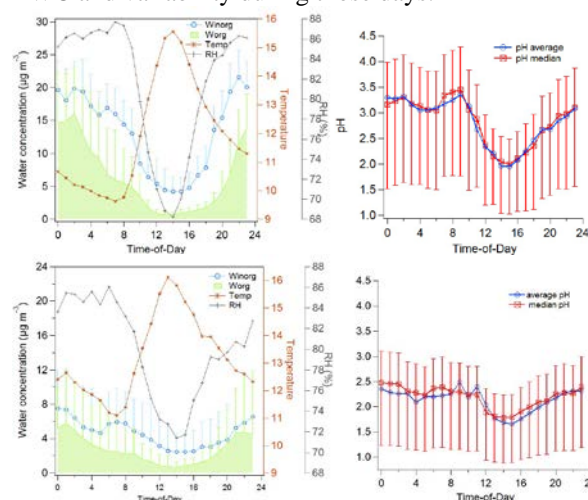 and variability during those days.
Water concentration (µg m⁻³)
30
25
20
15
10
5
0
Winorg
Worg
Temp
RH
16
15
14
13
12
11
10
9
Temperature
88
86
84
82
80
78
76
74
72
70
68
RH (%)
0 4 8 12 16 20 24
Time-of-Day
pH
4.5
4.0
3.5
3.0
2.5
2.0
1.5
1.0
pH average
pH median
0 4 8 12 16 20 24
Time-of-Day
Water concentration (µg m⁻³)
24
20
16
12
8
4
0
Winorg
Worg
Temp
RH
16
15
14
13
12
11
10
9
Temperature
88
86
84
82
80
78
76
74
72
70
68
RH (%)
0 4 8 12 16 20 24
Time-of-Day
pH
4.5
4.0
3.5
3.0
2.5
2.0
1.5
1.0
average pH
median pH
0 4 8 12 16 20 24
Time-of-Day